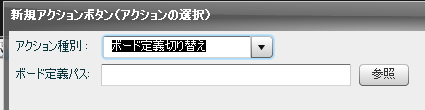 新規アクションボタン(アクションの選択)
アクション種別: ボード定義切り替え
ボード定義パス: 参照